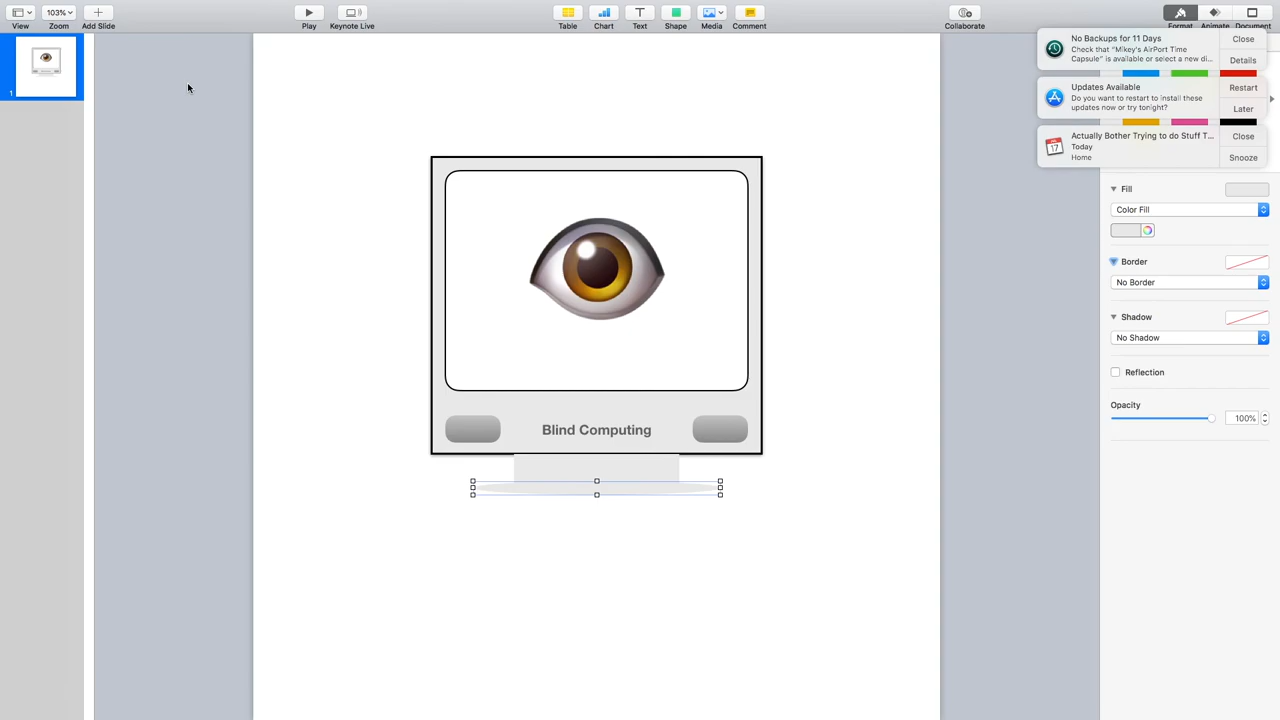 103%
View
Zoom
Add Slide
Play
Keynote Live
Table
Chart
Text
Shape
Media
Comment
Collaborate
Format
Animate
Document
No Backups for 11 Days
Check that “Mikey's AirPort Time
Capsule” is available or select a new di...
Close
Details
Updates Available
Do you want to restart to install these
updates now or try tonight?
Restart
Later
17
Actually Bother Trying to do Stuff T...
Today
Home
Close
Snooze
1
Fill
Color Fill
Border
No Border
Shadow
No Shadow
Reflection
Opacity
100%
Blind Computing